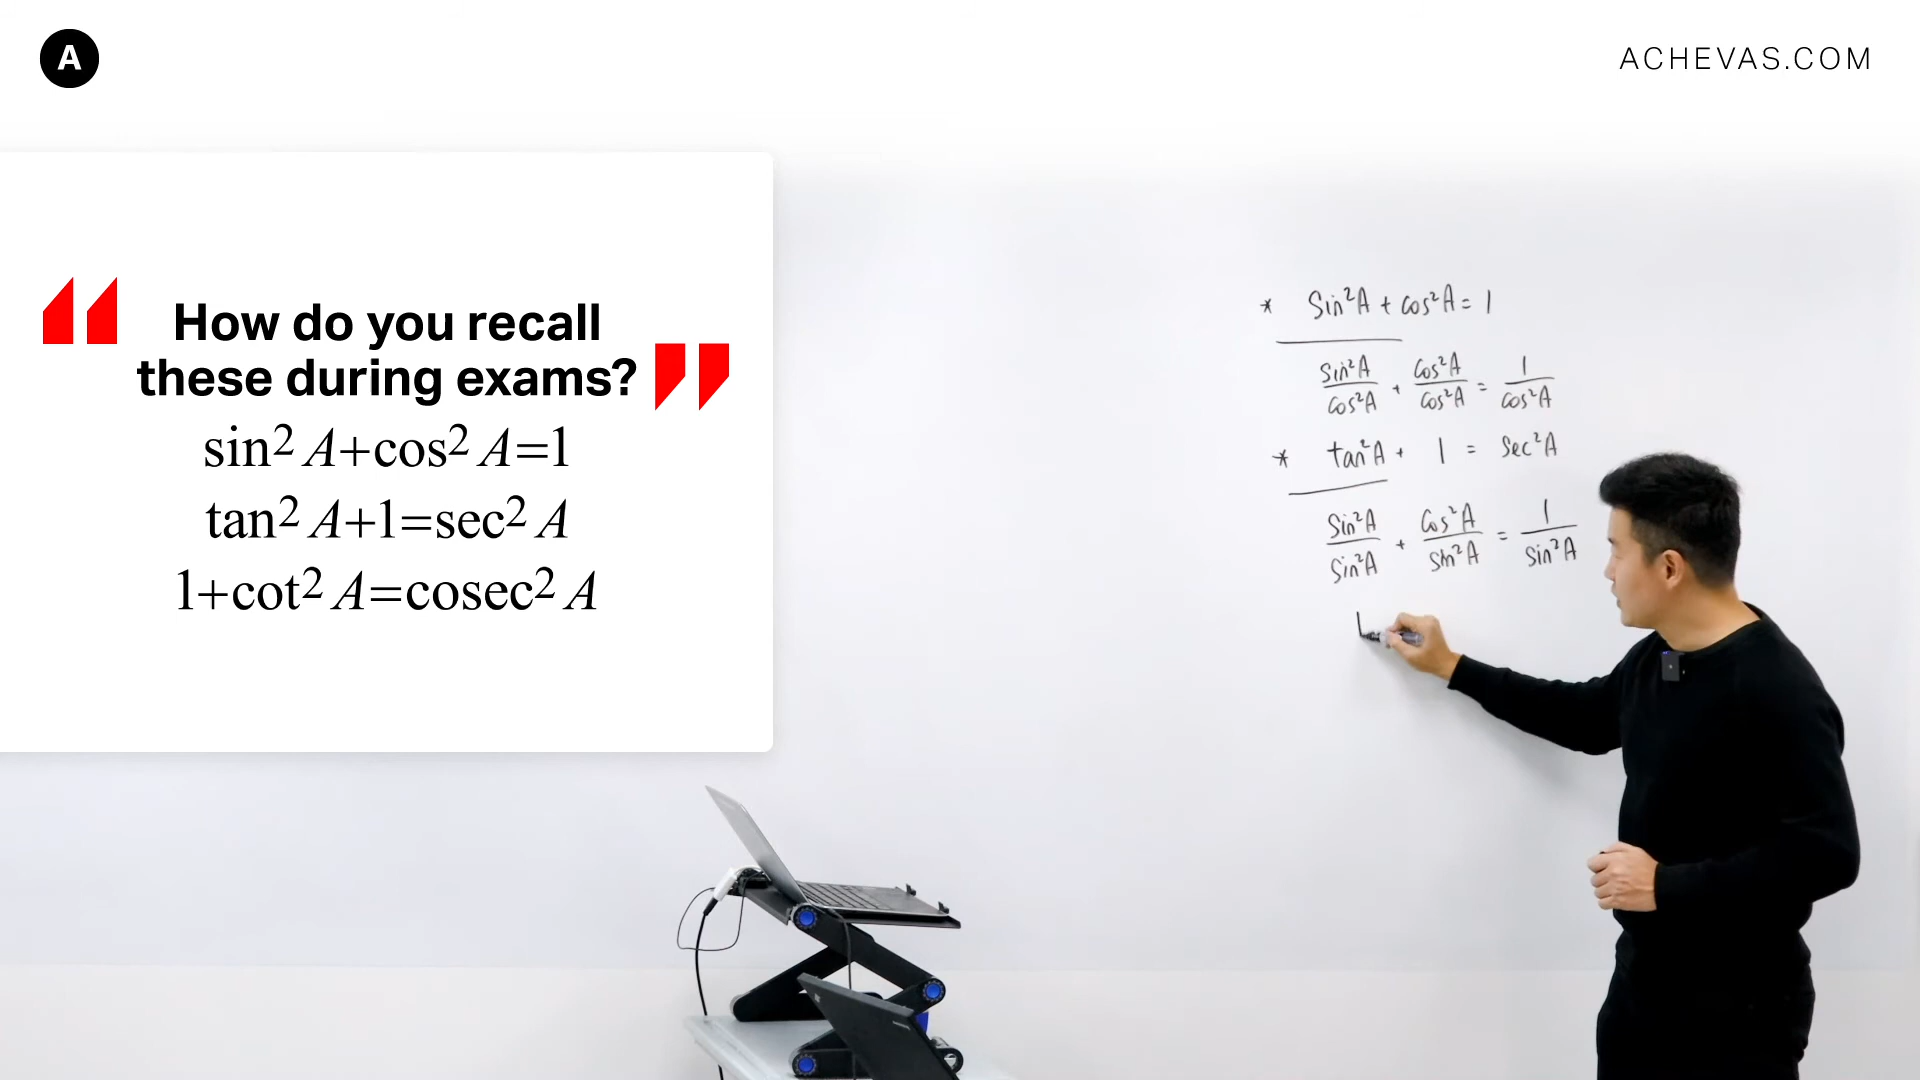 A
ACHEVAS.COM
“How do you recall
these during exams?”
sin² A+cos² A=1
tan² A+1=sec² A
1+cot² A=cosec² A
* Sin²A + Cos²A = 1
Sin²A/Cos²A + Cos²A/Cos²A = 1/Cos²A
* tan²A + 1 = Sec²A
Sin²A/Sin²A + Cos²A/Sin²A = 1/Sin²A